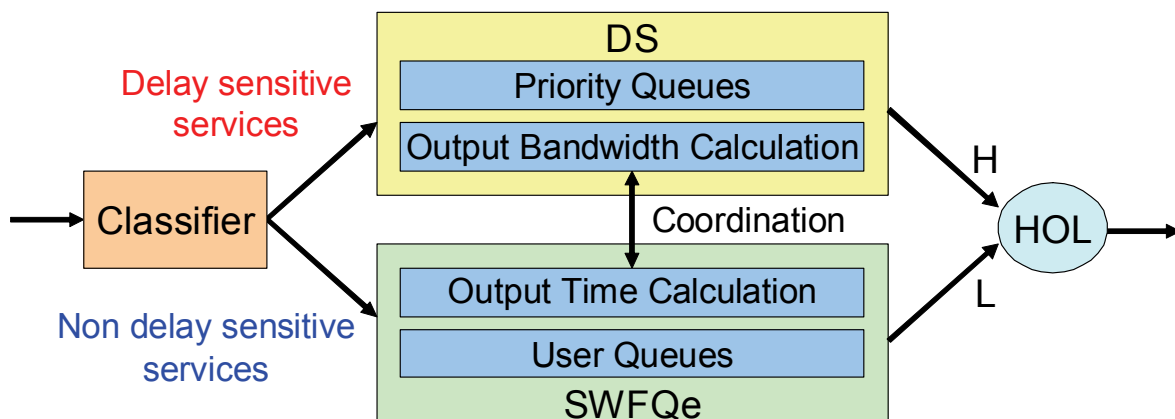 DS
Delay sensitive
services
Priority Queues
Output Bandwidth Calculation
H
Classifier
Coordination
HOL
Output Time Calculation
L
Non delay sensitive
services
User Queues
SWFQe